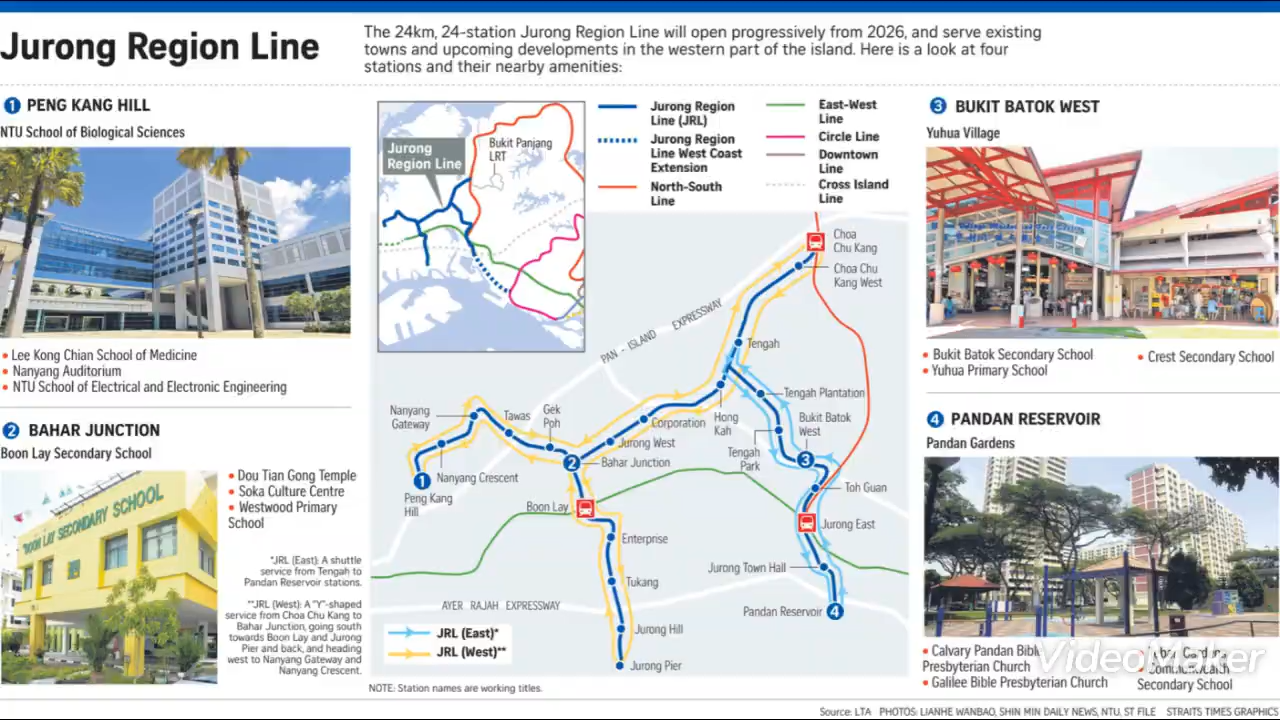 Jurong Region Line
The 24km, 24-station Jurong Region Line will open progressively from 2026, and serve existing
towns and upcoming developments in the western part of the island. Here is a look at four
stations and their nearby amenities:
1 PENG KANG HILL
NTU School of Biological Sciences
• Lee Kong Chian School of Medicine
• Nanyang Auditorium
• NTU School of Electrical and Electronic Engineering
2 BAHAR JUNCTION
Boon Lay Secondary School
BOON LAY SECONDARY SCHOOL
• Dou Tian Gong Temple
• Soka Culture Centre
• Westwood Primary
School
*JRL (East): A shuttle
service from Tengah to
Pandan Reservoir stations.
**JRL (West): A "Y"-shaped
service from Choa Chu Kang to
Bahar Junction, going south
towards Boon Lay and Jurong
Pier and back, and heading
west to Nanyang Gateway and
Nanyang Crescent.
Jurong
Region Line
Bukit Panjang
LRT
Jurong Region
Line (JRL)
Jurong Region
Line West Coast
Extension
North-South
Line
East-West
Line
Circle Line
Downtown
Line
Cross Island
Line
Choa
Chu Kang
Choa Chu
Kang West
PAN-ISLAND EXPRESSWAY
Tengah
Tengah Plantation
Bukit Batok
West
3
Tengah
Park
Hong
Kah
Corporation
Jurong West
Bahar Junction
2
Gek
Poh
Tawas
Nanyang
Gateway
Nanyang Crescent
1
Peng Kang
Hill
Boon Lay
Enterprise
Tukang
Jurong Hill
Jurong Pier
Toh Guan
Jurong East
Jurong Town Hall
Pandan Reservoir
4
AYER RAJAH EXPRESSWAY
JRL (East)*
JRL (West)**
NOTE: Station names are working titles.
3 BUKIT BATOK WEST
Yuhua Village
• Bukit Batok Secondary School
• Yuhua Primary School
• Crest Secondary School
4 PANDAN RESERVOIR
Pandan Gardens
• Calvary Pandan Bible
Presbyterian Church
• Galilee Bible Presbyterian Church
Commonwealth
Secondary School
Source: LTA PHOTOS: LIANHE WANBAO, SHIN MIN DAILY NEWS, NTU, ST FILE STRAITS TIMES GRAPHICS